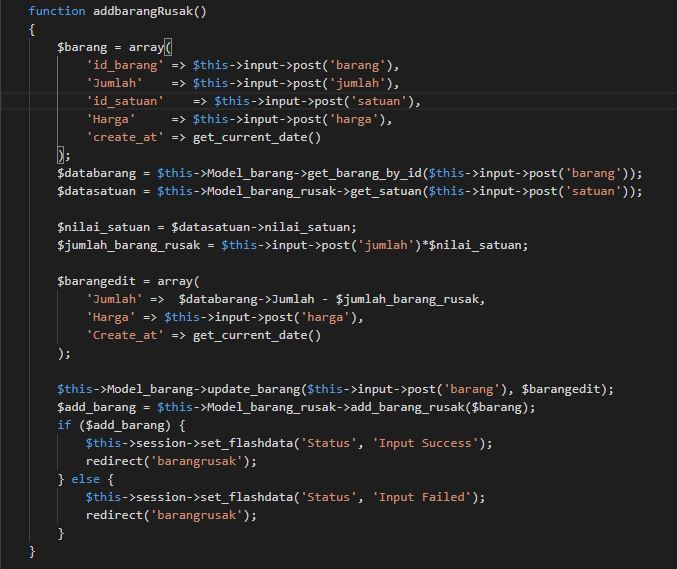 function addbarangRusak()
{
    $barang = array(
        'id_barang' => $this->input->post('barang'),
        'Jumlah'    => $this->input->post('jumlah'),
        'id_satuan'    => $this->input->post('satuan'),
        'Harga'     => $this->input->post('harga'),
        'create_at' => get_current_date()
    );
    $databarang = $this->Model_barang->get_barang_by_id($this->input->post('barang'));
    $datasatuan = $this->Model_barang_rusak->get_satuan($this->input->post('satuan'));

    $nilai_satuan = $datasatuan->nilai_satuan;
    $jumlah_barang_rusak = $this->input->post('jumlah')*$nilai_satuan;

    $barangedit = array(
        'Jumlah' =>  $databarang->Jumlah - $jumlah_barang_rusak,
        'Harga' => $this->input->post('harga'),
        'Create_at' => get_current_date()
    );

    $this->Model_barang->update_barang($this->input->post('barang'), $barangedit);
    $add_barang = $this->Model_barang_rusak->add_barang_rusak($barang);
    if ($add_barang) {
        $this->session->set_flashdata('Status', 'Input Success');
        redirect('barangrusak');
    } else {
        $this->session->set_flashdata('Status', 'Input Failed');
        redirect('barangrusak');
    }
}